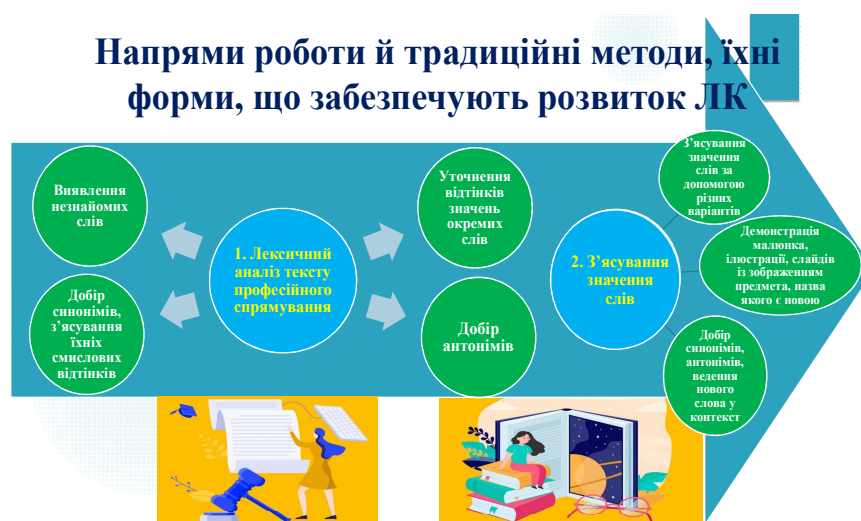 Напрями роботи й традиційні методи, їхні
форми, що забезпечують розвиток ЛК
Виявлення
незнайомих
слів
Добір
синонімів,
з’ясування
їхніх
смислових
відтінків
1. Лексичний
аналіз тексту
професійного
спрямування
Уточнення
відтінків
значень
окремих
слів
Добір
антонімів
2. З’ясування
значення
слів
З’ясування
значення
слів за
допомогою
різних
варіантів
Демонстрація
малюнка,
ілюстрації, слайдів
із зображенням
предмета, назва
якого є новою
Добір
синонімів,
антонімів,
ведення
нового
слова у
контекст